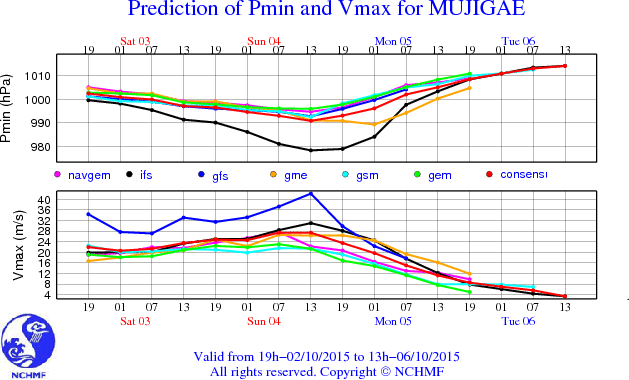 Prediction of Pmin and Vmax for MUJIGAE
Sat 03 Sun 04 Mon 05 Tue 06
19 01 07 13 19 01 07 13 19 01 07 13 19 01 07 13
Pmin (hPa)
1010
1000
990
980
navgem ifs gfs gme gsm gem consensu
Vmax (m/s)
40
36
32
28
24
20
16
12
8
4
19 01 07 13 19 01 07 13 19 01 07 13 19 01 07 13
Sat 03 Sun 04 Mon 05 Tue 06
NCHMF
Valid from 19h-02/10/2015 to 13h-06/10/2015
All rights reserved. Copyright © NCHMF